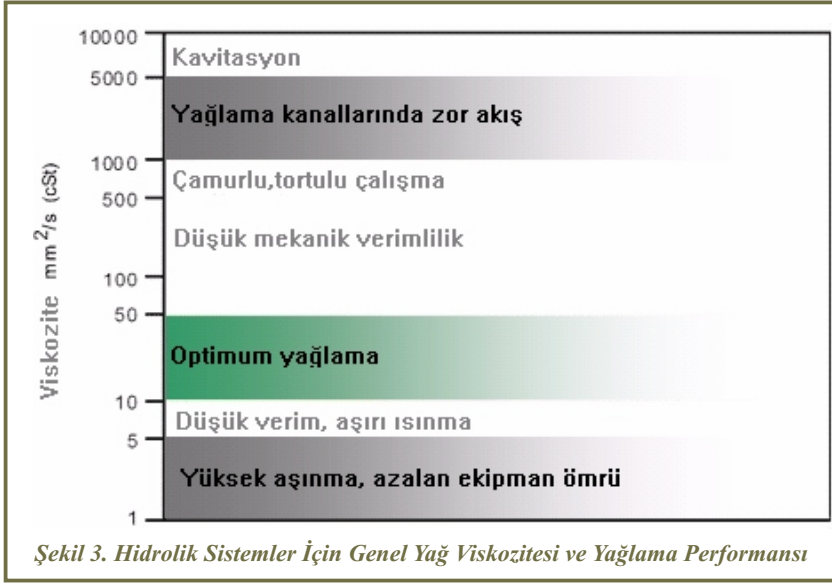 10000
Kavitasyon
5000
Yağlama kanallarında zor akış
1000
Çamurlu,tortulu çalışma
500
Düşük mekanik verimlilik
100
50
Optimum yağlama
10
Düşük verim, aşırı ısınma
5
Yüksek aşınma, azalan ekipman ömrü
1
Viskozite mm²/s (cSt)
Şekil 3. Hidrolik Sistemler İçin Genel Yağ Viskozitesi ve Yağlama Performansı